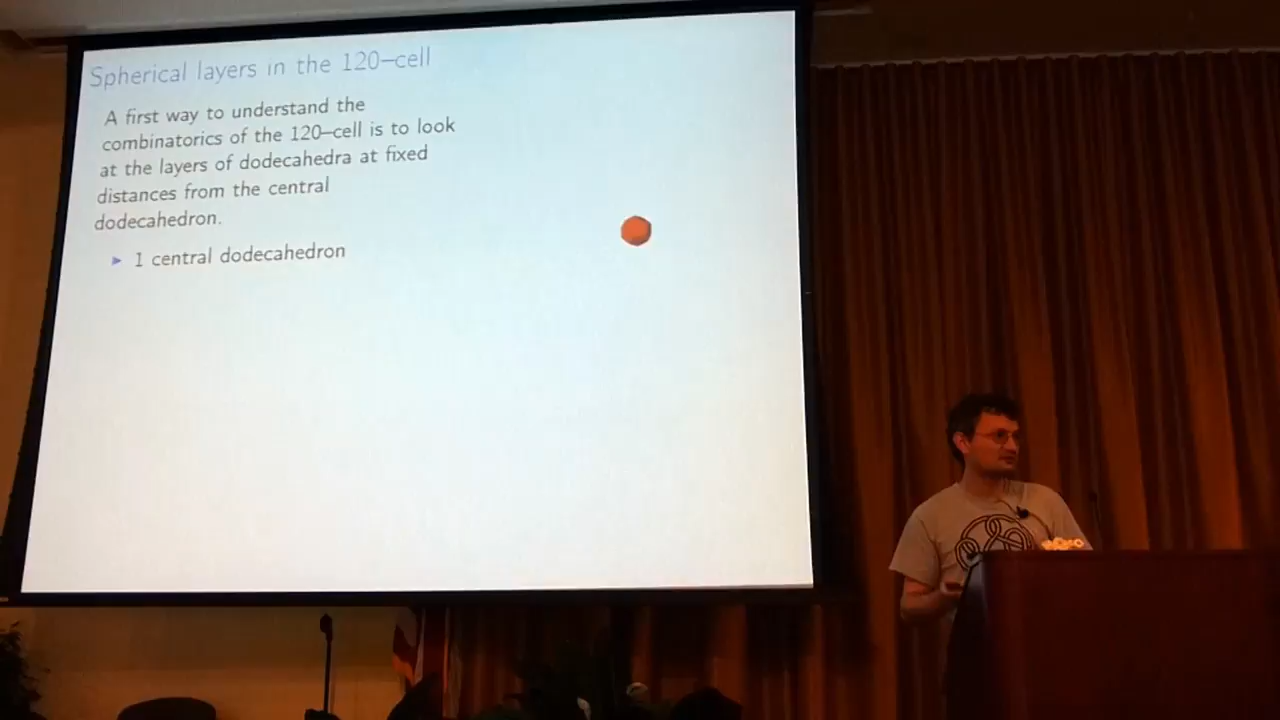 Spherical layers in the 120–cell
A first way to understand the
combinatorics of the 120–cell is to look
at the layers of dodecahedra at fixed
distances from the central
dodecahedron.
► 1 central dodecahedron